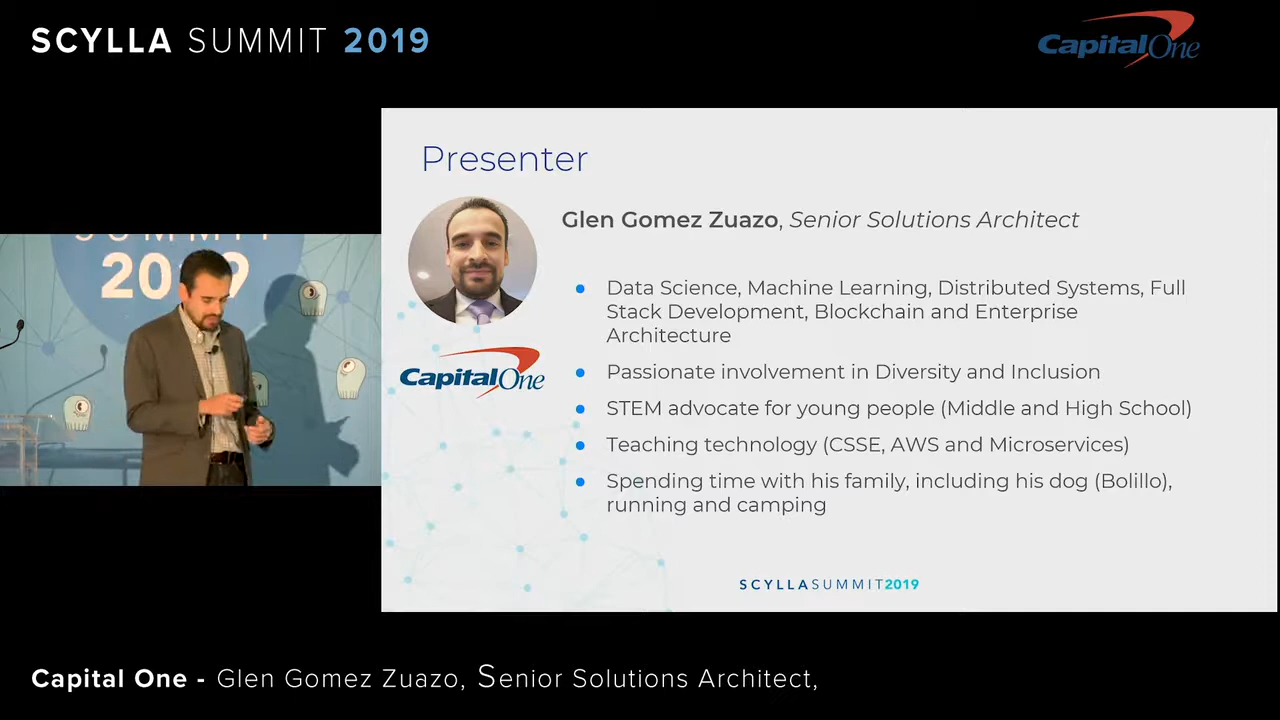 SCYLLA SUMMIT 2019
Capital One
Presenter
Glen Gomez Zuazo, Senior Solutions Architect
Data Science, Machine Learning, Distributed Systems, Full
Stack Development, Blockchain and Enterprise
Architecture
Passionate involvement in Diversity and Inclusion
STEM advocate for young people (Middle and High School)
Teaching technology (CSSE, AWS and Microservices)
Spending time with his family, including his dog (Bolillo),
running and camping
Capital One
SCYLLASUMMIT2019
SUMMIT
2019
Capital One - Glen Gomez Zuazo, Senior Solutions Architect,